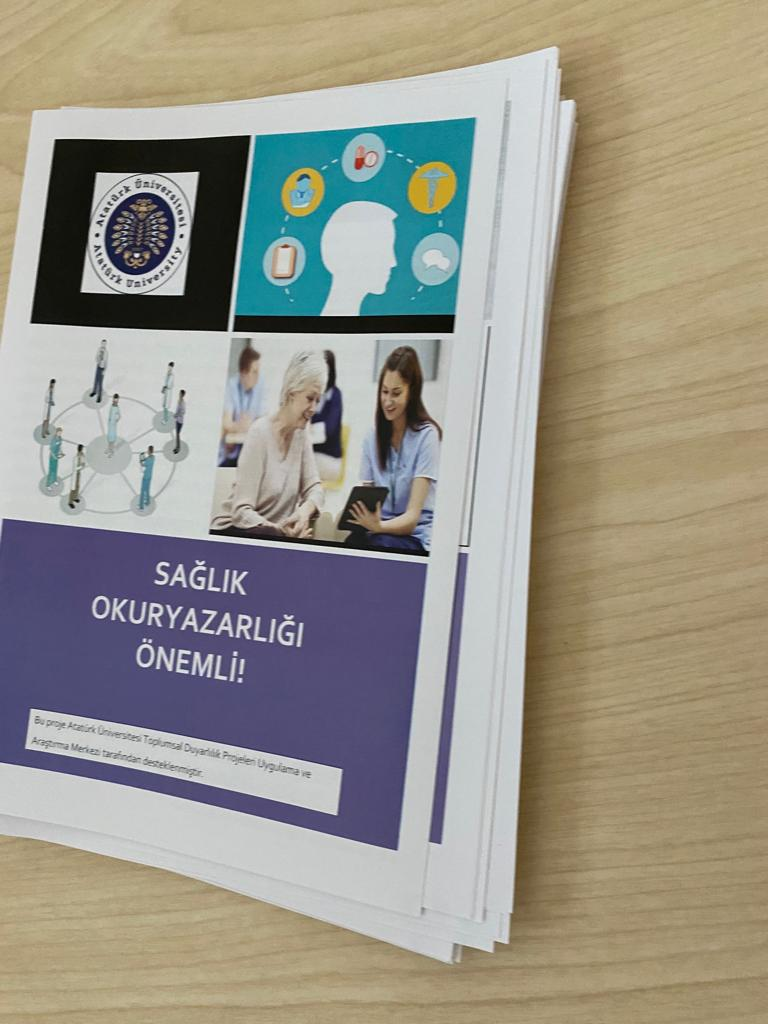 Atatürk Üniversitesi
Atatürk University
SAĞLIK
OKURYAZARLIĞI
ÖNEMLİ!
Bu proje Atatürk Üniversitesi Toplumsal Duyarlılık Projeleri Uygulama ve
Araştırma Merkezi tarafından desteklenmiştir.